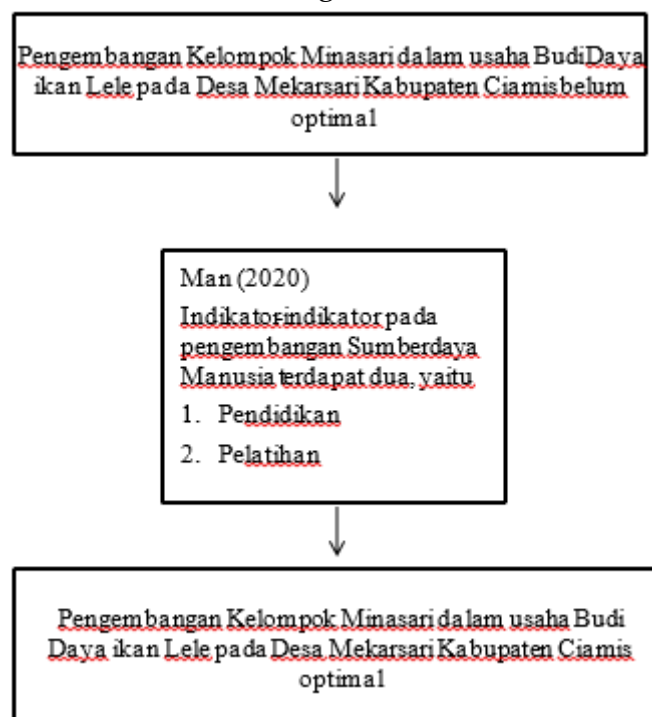 Pengembangan Kelompok Minasari dalam usaha BudiDaya
ikan Lele pada Desa Mekarsari Kabupaten Ciamis belum
optimal
Man (2020)
Indikator-indikator pada
pengembangan Sumberdaya
Manusia terdapat dua, yaitu
1. Pendidikan
2. Pelatihan
Pengembangan Kelompok Minasari dalam usaha Budi
Daya ikan Lele pada Desa Mekarsari Kabupaten Ciamis
optimal